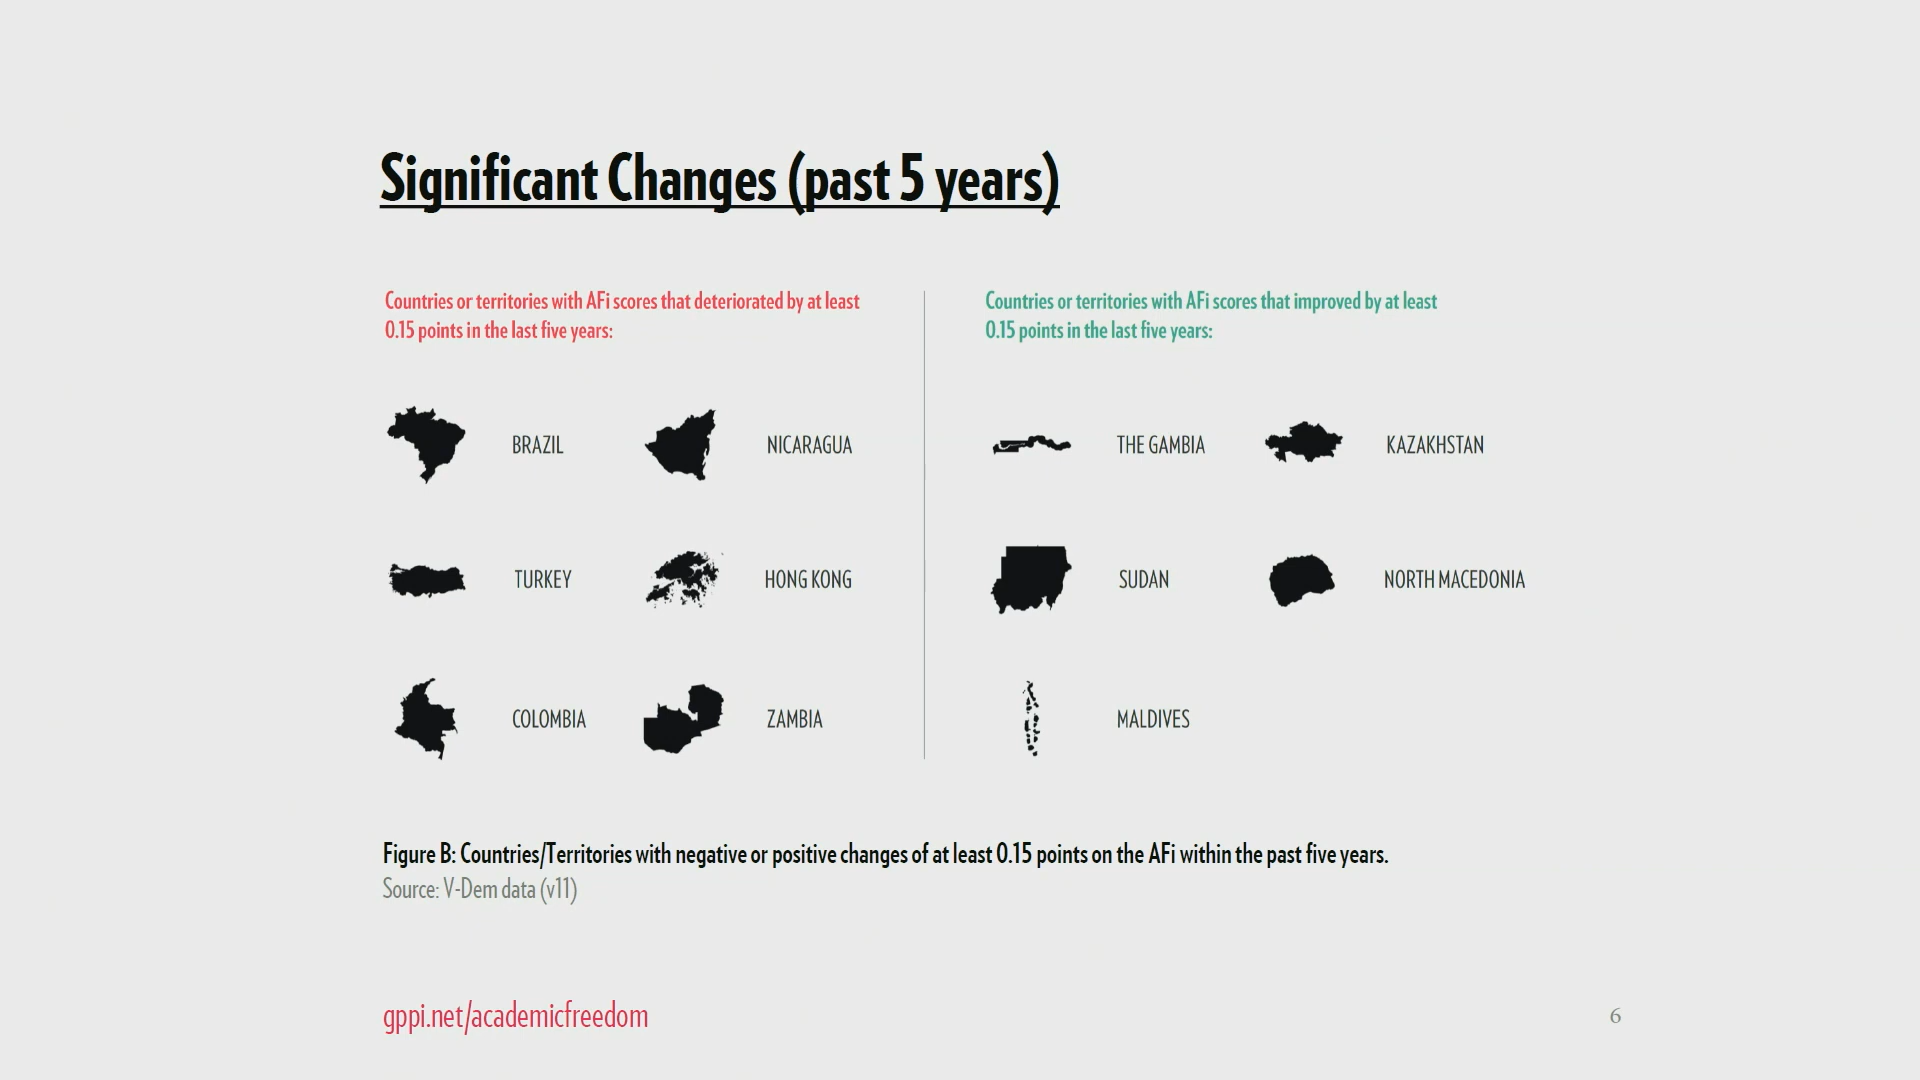 Significant Changes (past 5 years)
Countries or territories with AFi scores that deteriorated by at least
0.15 points in the last five years:
BRAZIL
NICARAGUA
TURKEY
HONG KONG
COLOMBIA
ZAMBIA
Countries or territories with AFi scores that improved by at least
0.15 points in the last five years:
THE GAMBIA
KAZAKHSTAN
SUDAN
NORTH MACEDONIA
MALDIVES
Figure B: Countries/Territories with negative or positive changes of at least 0.15 points on the AFi within the past five years.
Source: V-Dem data (v11)
gppi.net/academicfreedom
6